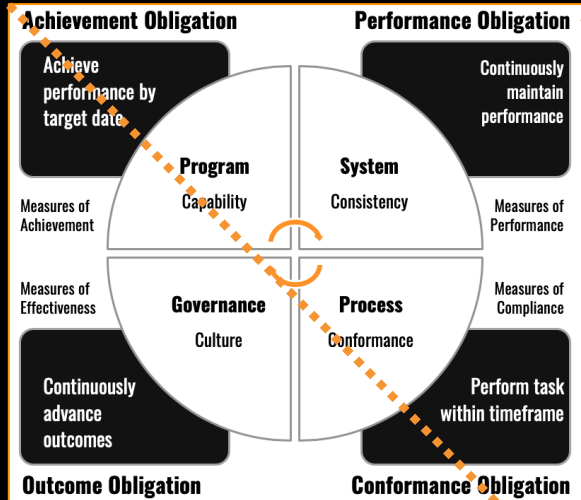 Achievement Obligation
Performance Obligation
Achieve
performance by
target date
Continuously
maintain
performance
Program
Capability
System
Consistency
Measures of
Achievement
Measures of
Performance
Measures of
Effectiveness
Measures of
Compliance
Governance
Culture
Process
Conformance
Continuously
advance
outcomes
Perform task
within timeframe
Outcome Obligation
Conformance Obligation